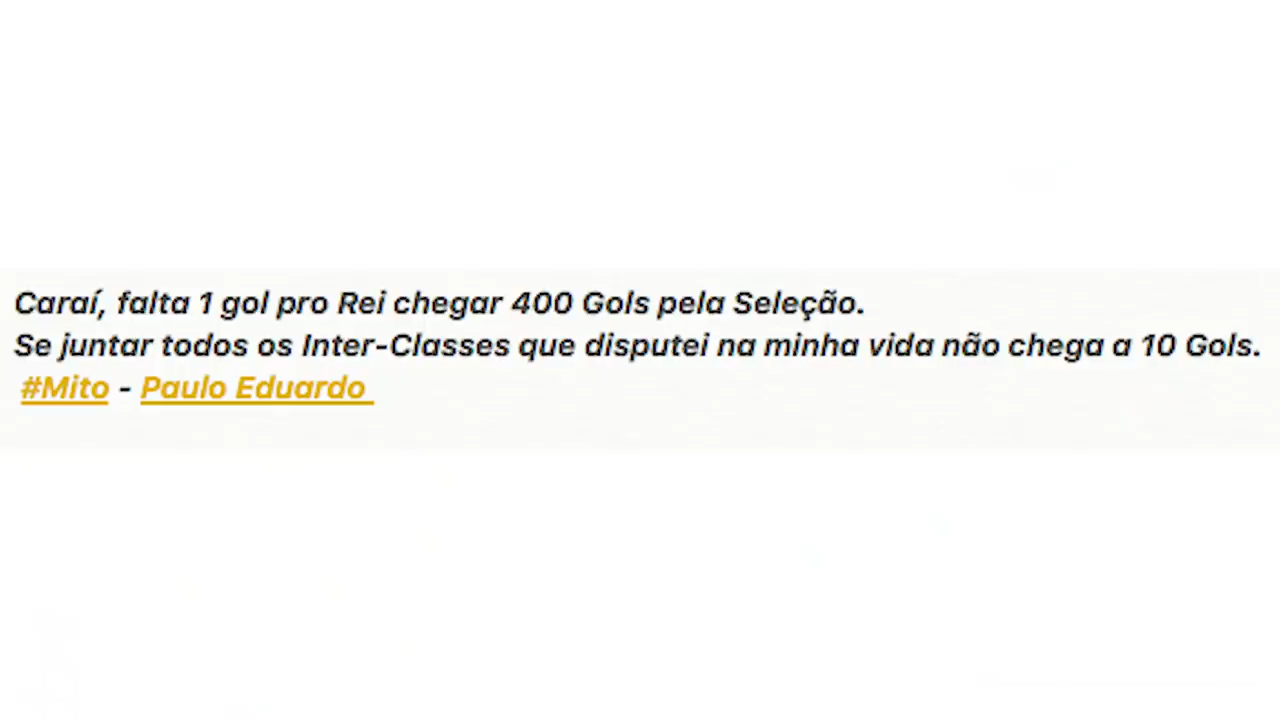 Caraí, falta 1 gol pro Rei chegar 400 Gols pela Seleção.
Se juntar todos os Inter-Classes que disputei na minha vida não chega a 10 Gols.
#Mito - Paulo Eduardo